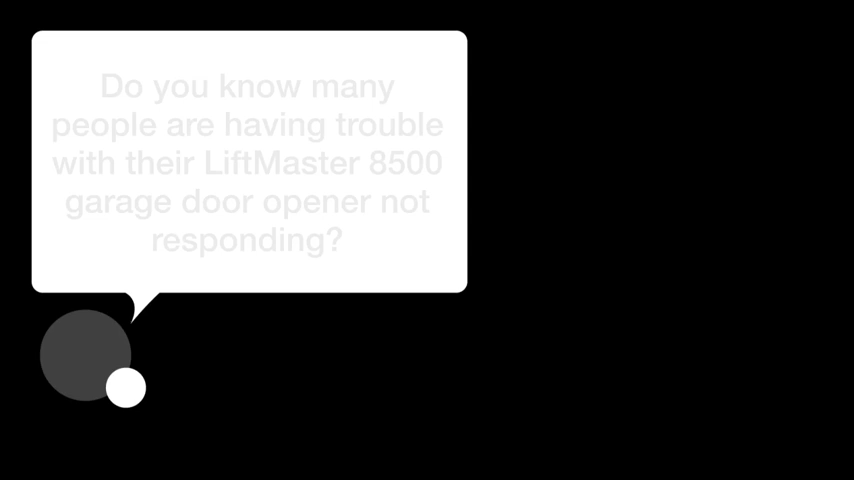 Do you know many
people are having trouble
with their LiftMaster 8500
garage door opener not
responding?